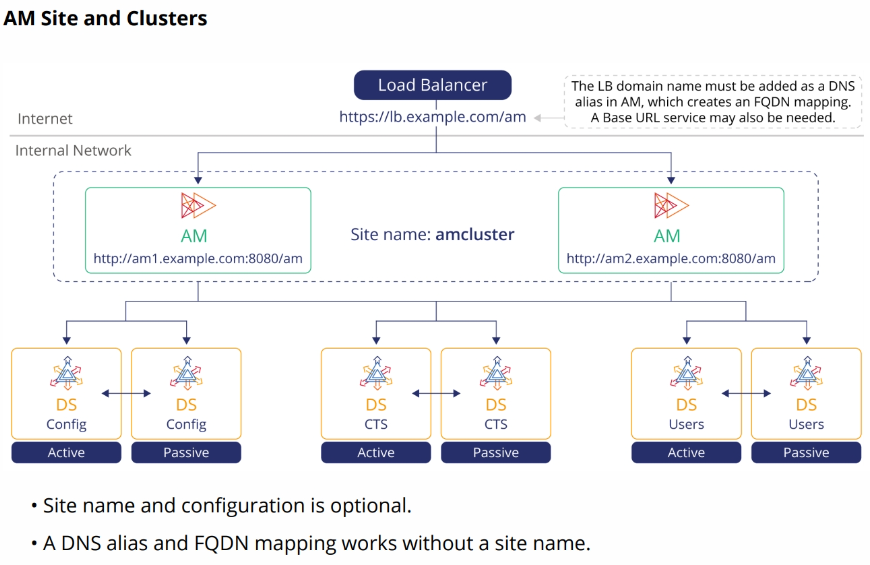 AM Site and Clusters
Load Balancer
https://lb.example.com/am
The LB domain name must be added as a DNS
alias in AM, which creates an FQDN mapping.
A Base URL service may also be needed.
Internet
Internal Network
AM
http://am1.example.com:8080/am
Site name: amcluster
AM
http://am2.example.com:8080/am
DS
Config
Active
DS
Config
Passive
DS
CTS
Active
DS
CTS
Passive
DS
Users
Active
DS
Users
Passive
• Site name and configuration is optional.
• A DNS alias and FQDN mapping works without a site name.